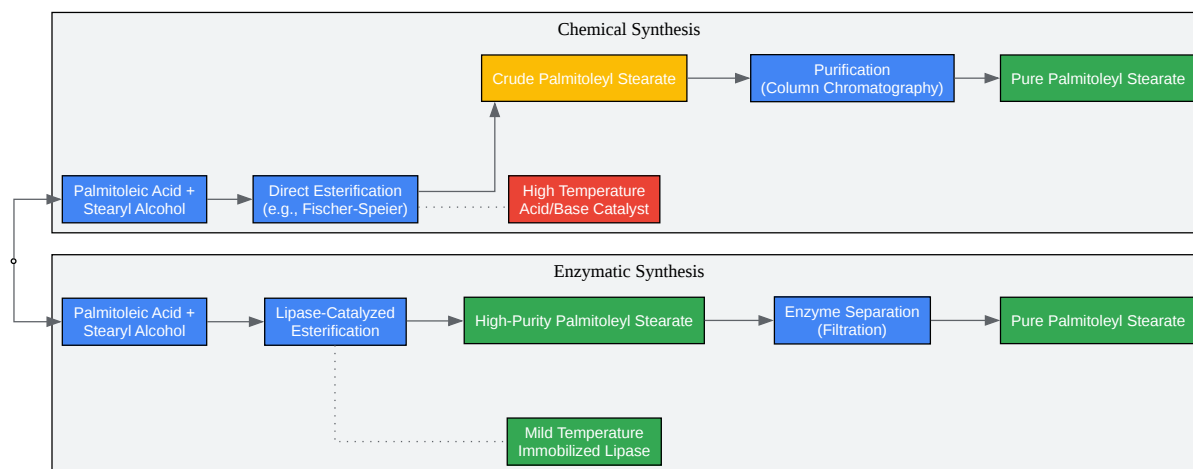 Chemical Synthesis
Crude Palmitoleyl Stearate
Purification
(Column Chromatography)
Pure Palmitoleyl Stearate
Palmitoleic Acid +
Stearyl Alcohol
Direct Esterification
(e.g., Fischer-Speier)
High Temperature
Acid/Base Catalyst
Enzymatic Synthesis
Palmitoleic Acid +
Stearyl Alcohol
Lipase-Catalyzed
Esterification
High-Purity Palmitoleyl Stearate
Enzyme Separation
(Filtration)
Pure Palmitoleyl Stearate
Mild Temperature
Immobilized Lipase